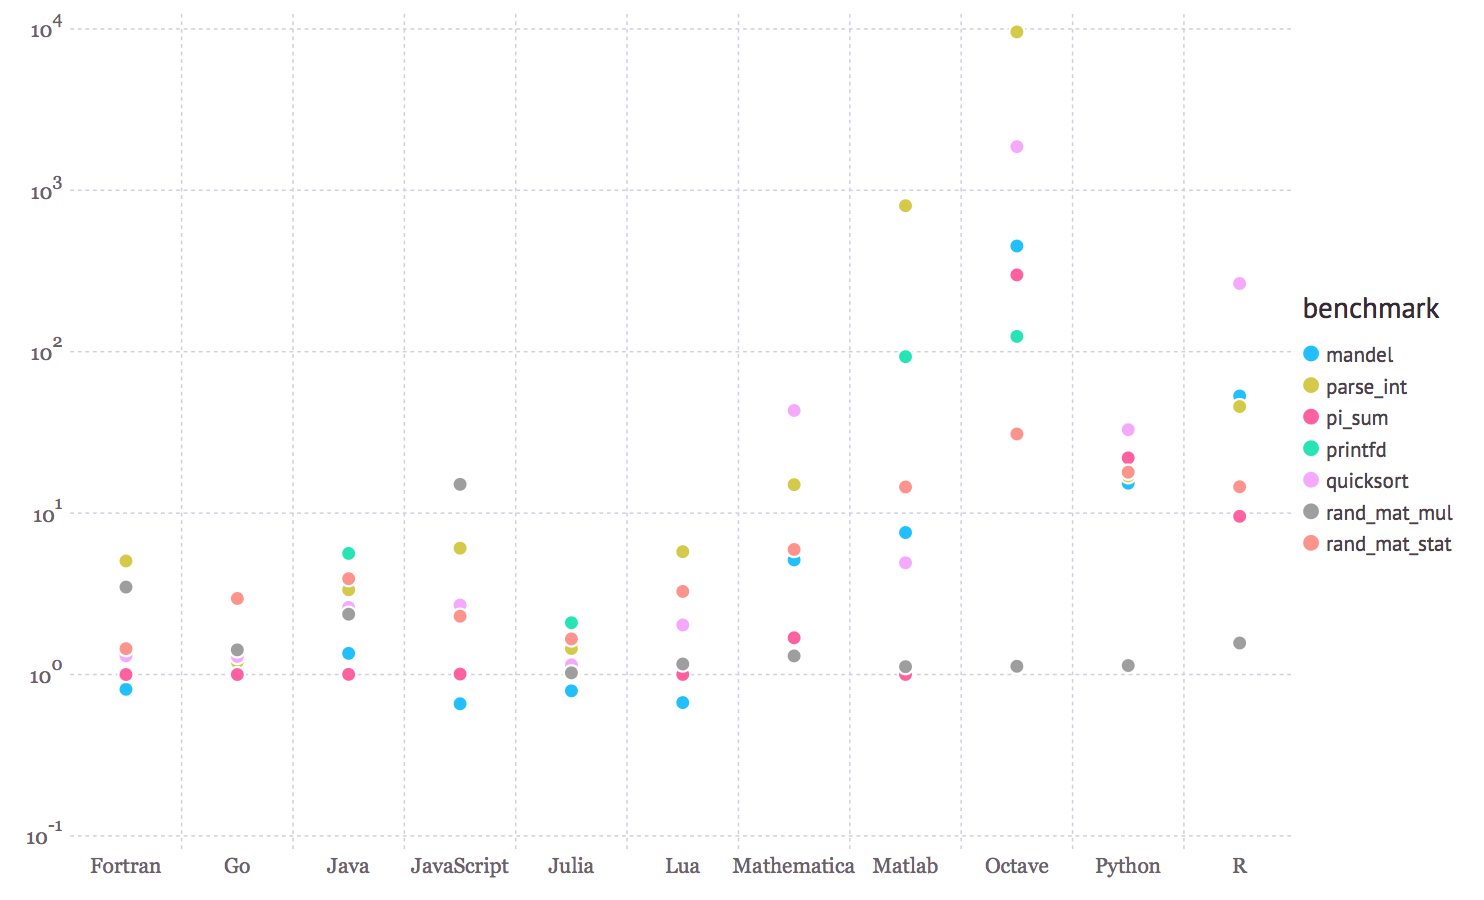 10^4
10^3
10^2
10^1
10^0
10^-1
Fortran Go Java JavaScript Julia Lua Mathematica Matlab Octave Python R
benchmark
mandel
parse_int
pi_sum
printfd
quicksort
rand_mat_mul
rand_mat_stat